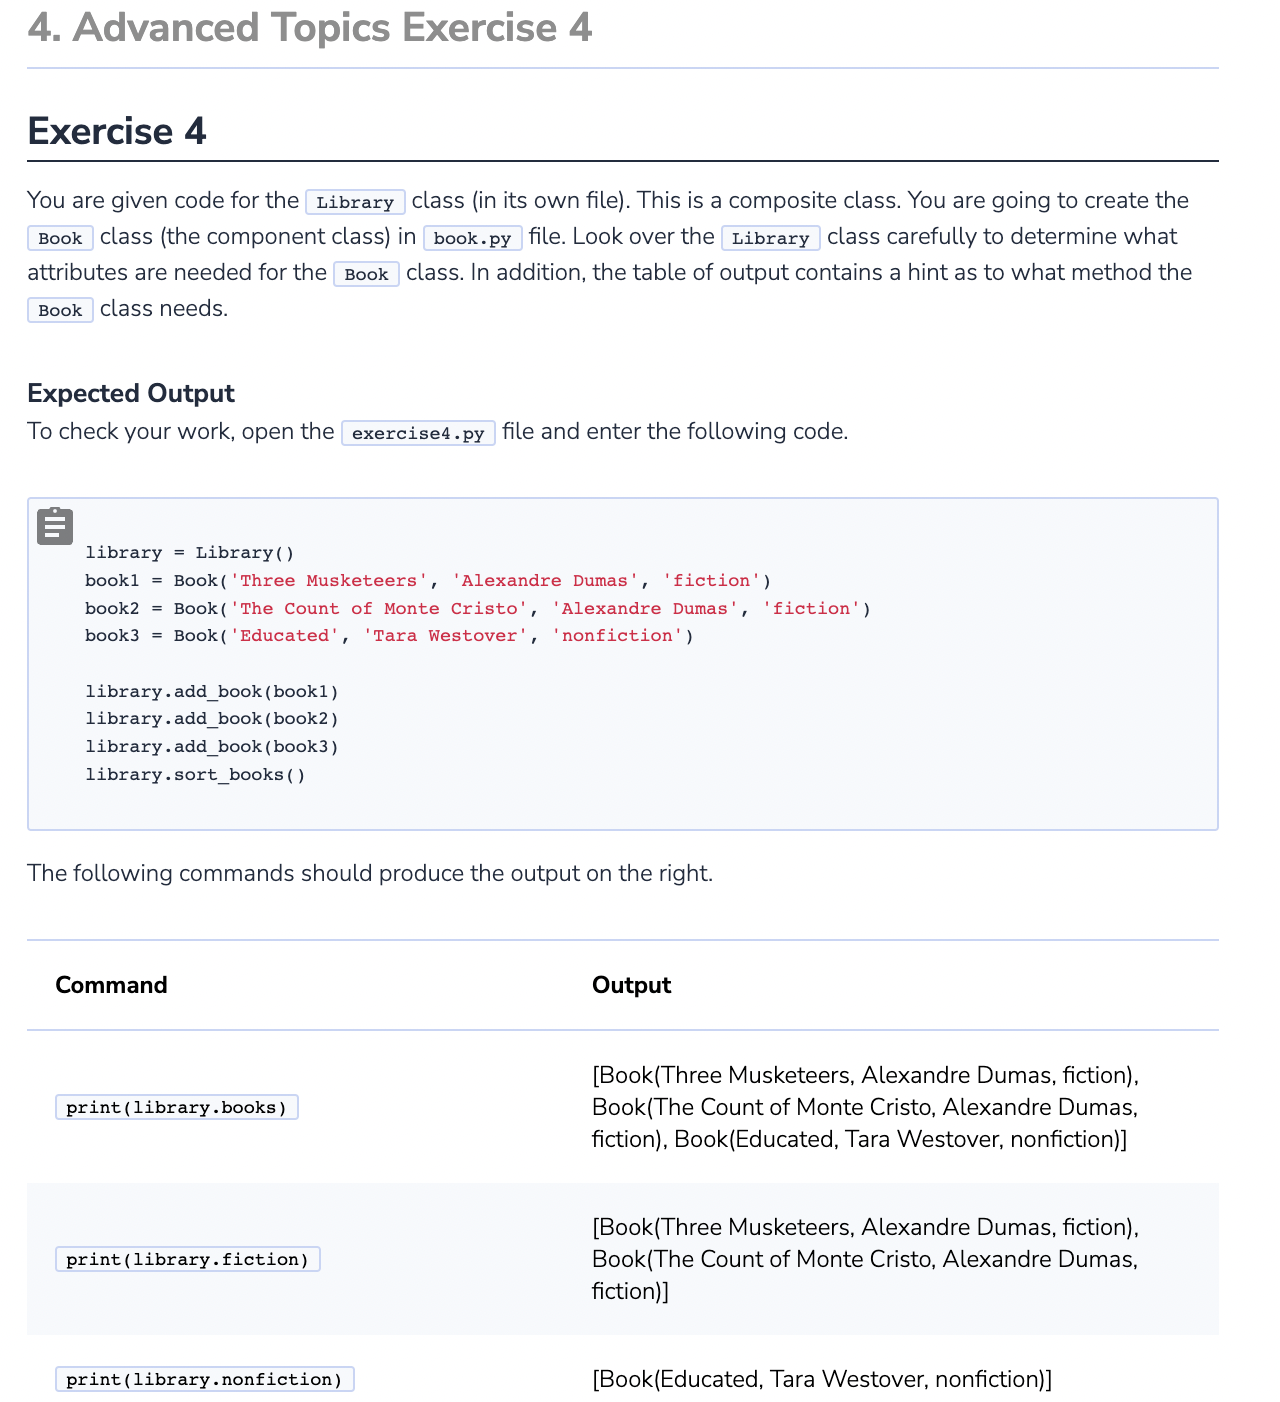 4. Advanced Topics Exercise 4
Exercise 4
You are given code for the Library class (in its own file). This is a composite class. You are going to create the
Book class (the component class) in book.py file. Look over the Library class carefully to determine what
attributes are needed for the Book class. In addition, the table of output contains a hint as to what method the
Book class needs.
Expected Output
To check your work, open the exercise4.py file and enter the following code.
library = Library()
book1 = Book('Three Musketeers', 'Alexandre Dumas', 'fiction')
book2 = Book('The Count of Monte Cristo', 'Alexandre Dumas', 'fiction')
book3 = Book('Educated', 'Tara Westover', 'nonfiction')
library.add_book(book1)
library.add_book(book2)
library.add_book(book3)
library.sort_books()
The following commands should produce the output on the right.
Command Output
print(library.books)
[Book(Three Musketeers, Alexandre Dumas, fiction),
Book(The Count of Monte Cristo, Alexandre Dumas,
fiction), Book(Educated, Tara Westover, nonfiction)]
print(library.fiction)
[Book(Three Musketeers, Alexandre Dumas, fiction),
Book(The Count of Monte Cristo, Alexandre Dumas,
fiction)]
print(library.nonfiction) [Book(Educated, Tara Westover, nonfiction)]